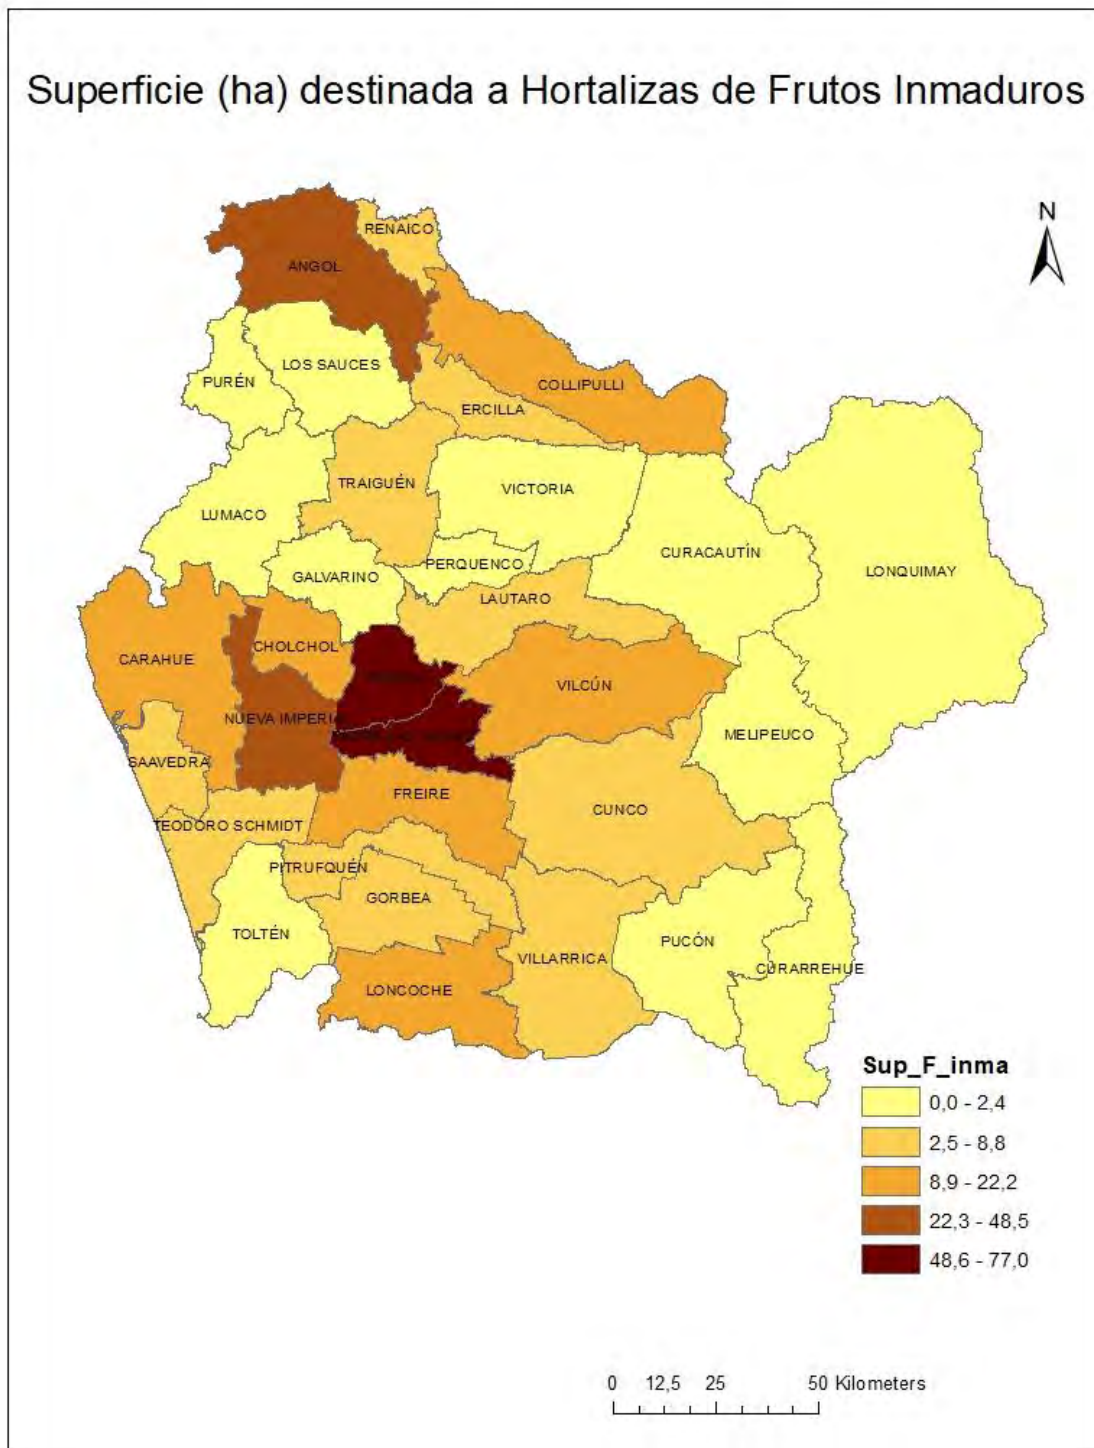 Superficie (ha) destinada a Hortalizas de Frutos Inmaduros
N
RENAICO
ANGOL
LOS SAUCES
PURÉN
COLLIPULLI
ERCILLA
TRAIGUÉN
VICTORIA
LUMACO
CURACAUTÍN
PERQUENCO
LONQUIMAY
GALVARINO
LAUTARO
CHOLCHOL
CARAHUE
VILCÚN
NUEVA IMPERIA
MELIPEUCO
SAAVEDRA
FREIRE
CUNCO
TEODORO SCHMIDT
PITRUFQUÉN
GORBEA
TOLTÉN
PUCÓN
VILLARRICA
CURARREHUE
LONCOCHE
Sup_F_inma
0,0 - 2,4
2,5 - 8,8
8,9 - 22,2
22,3 - 48,5
48,6 - 77,0
0 12,5 25 50 Kilometers